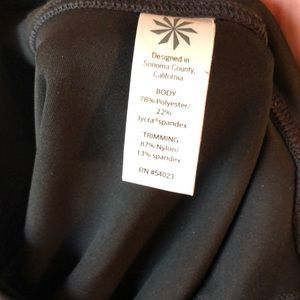 Designed in
Sonoma County,
California
BODY
78% Polyester/
22%
lycra®spandex
TRIMMING
87% Nylon/
13% spandex
RN #54023